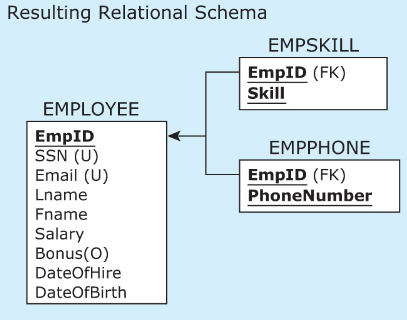 Resulting Relational Schema
EMPSKILL
EmpID (FK)
Skill
EMPLOYEE
EmpID
SSN (U)
Email (U)
Lname
Fname
Salary
Bonus(O)
DateOfHire
DateOfBirth
EMPPHONE
EmpID (FK)
PhoneNumber